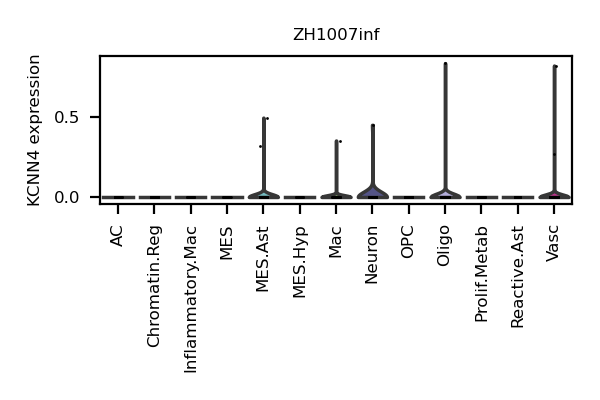 ZH1007inf
KCNN4 expression
0.5
0.0
AC
Chromatin.Reg
Inflammatory.Mac
MES
MES.Ast
MES.Hyp
Mac
Neuron
OPC
Oligo
Prolif.Metab
Reactive.Ast
Vasc